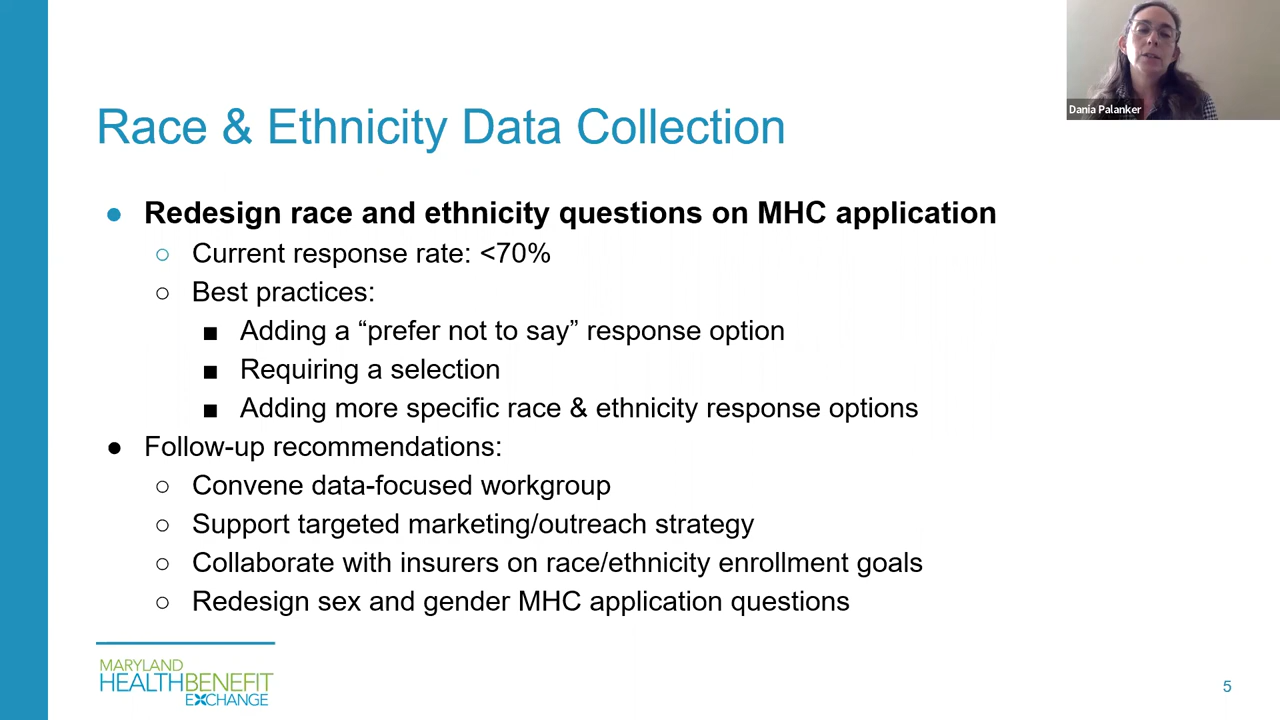 Dania Palanker
Race & Ethnicity Data Collection
● Redesign race and ethnicity questions on MHC application
○ Current response rate: <70%
○ Best practices:
■ Adding a “prefer not to say” response option
■ Requiring a selection
■ Adding more specific race & ethnicity response options
● Follow-up recommendations:
○ Convene data-focused workgroup
○ Support targeted marketing/outreach strategy
○ Collaborate with insurers on race/ethnicity enrollment goals
○ Redesign sex and gender MHC application questions
MARYLAND
HEALTHBENEFIT
EXCHANGE
5